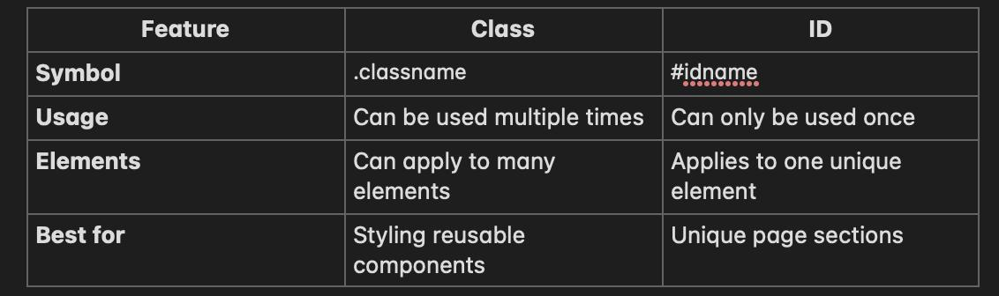 Feature Class ID
Symbol .classname #idname
Usage Can be used multiple times Can only be used once
Elements Can apply to many Applies to one unique
elements element
Best for Styling reusable Unique page sections
components